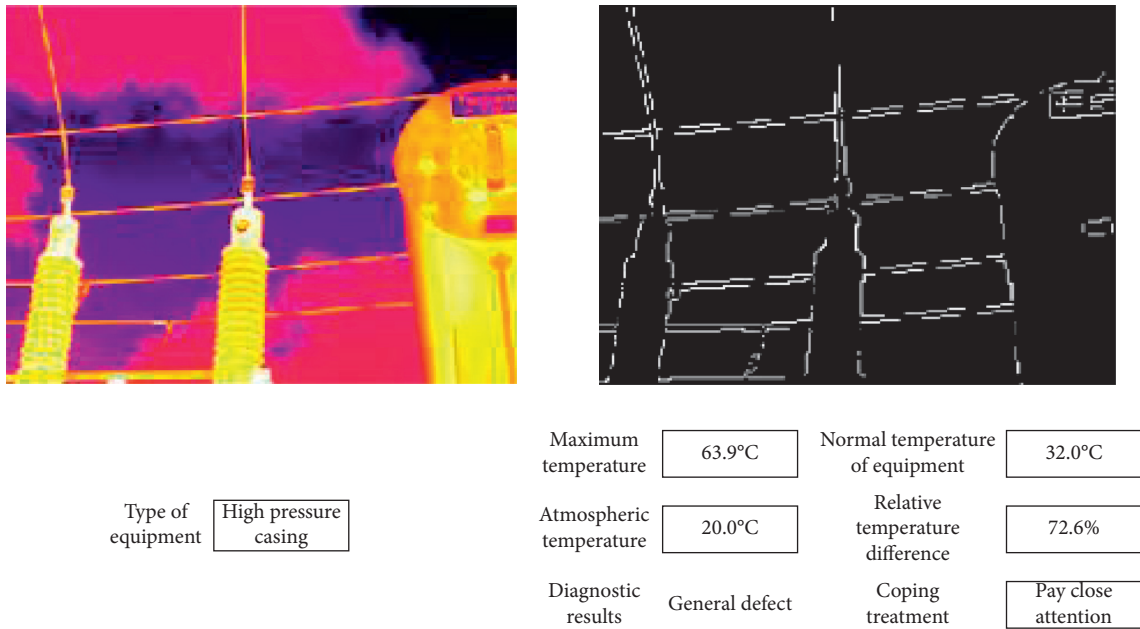 Maximum
temperature
63.9°C
Normal temperature
of equipment
32.0°C
Type of
equipment
High pressure
casing
Atmospheric
temperature
20.0°C
Relative
temperature
difference
72.6%
Diagnostic
results
General defect
Coping
treatment
Pay close
attention